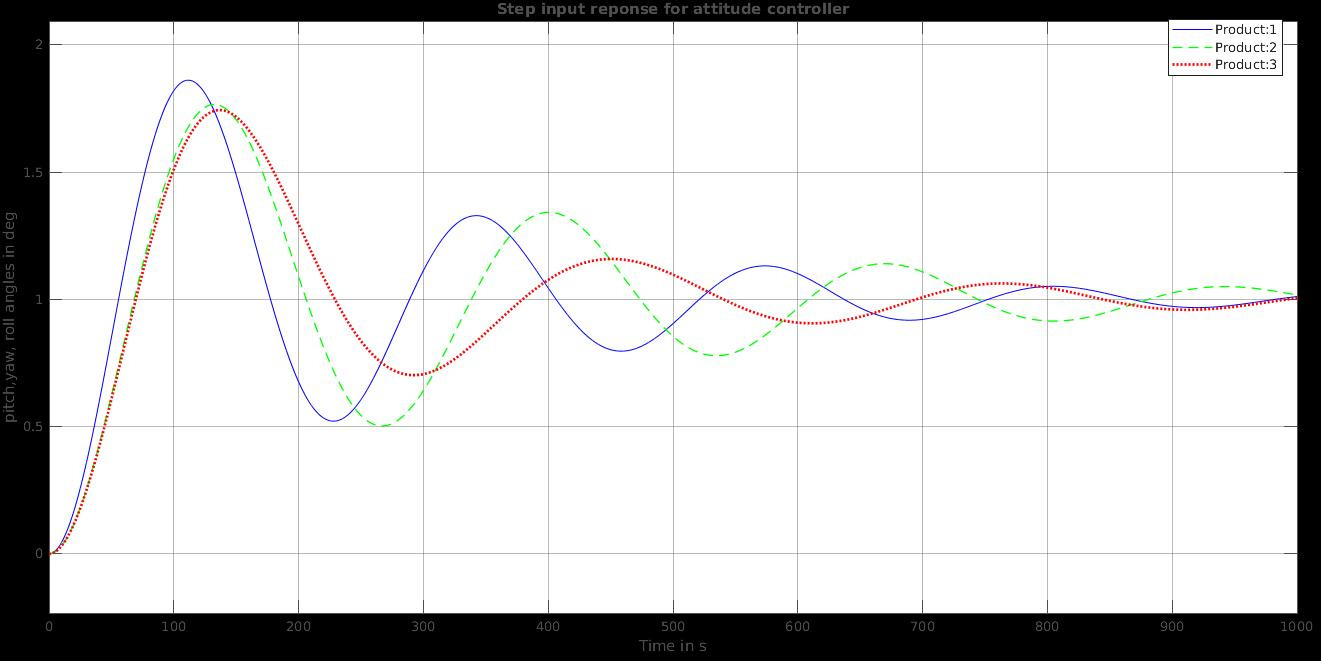 Step input reponse for attitude controller
Product:1
Product:2
Product:3
2
1.5
1
0.5
0
pitch,yaw, roll angles in deg
0 100 200 300 400 500 600 700 800 900 1000
Time in s